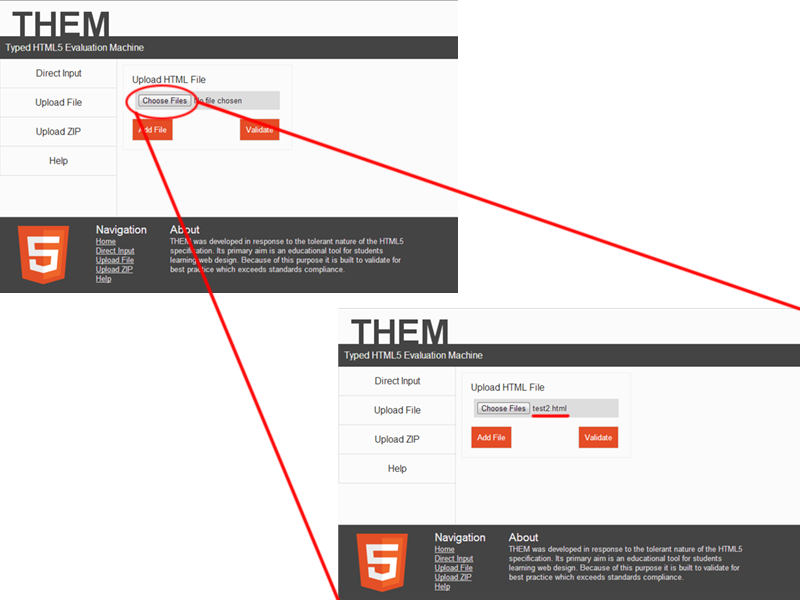 THEM
Typed HTML5 Evaluation Machine
Direct Input
Upload File
Upload ZIP
Help
Upload HTML File
Choose Files No file chosen
Add File Validate
5
Navigation
Home
Direct Input
Upload File
Upload ZIP
Help
About
THEM was developed in response to the tolerant nature of the HTML5
specification. Its primary aim is an educational tool for students
learning web design. Because of this purpose it is built to validate for
best practice which exceeds standards compliance.
THEM
Typed HTML5 Evaluation Machine
Direct Input
Upload File
Upload ZIP
Help
Upload HTML File
Choose Files test2.html
Add File Validate
5
Navigation
Home
Direct Input
Upload File
Upload ZIP
Help
About
THEM was developed in response to the tolerant nature of the HTML5
specification. Its primary aim is an educational tool for students
learning web design. Because of this purpose it is built to validate for
best practice which exceeds standards compliance.